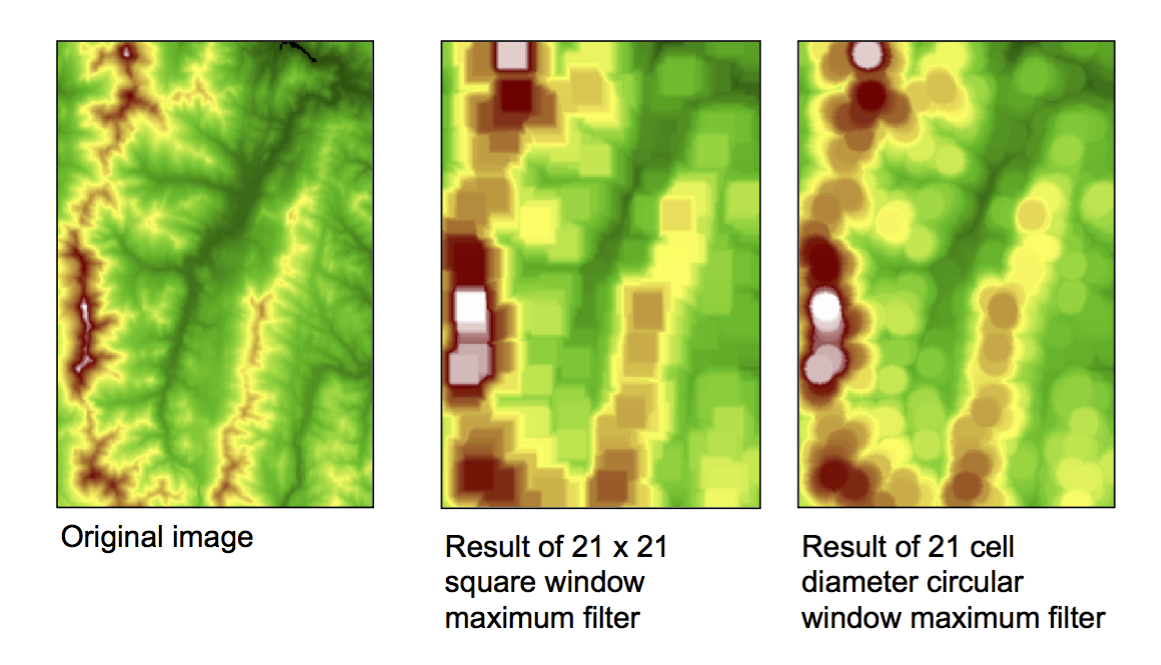 Original image
Result of 21 x 21
square window
maximum filter
Result of 21 cell
diameter circular
window maximum filter